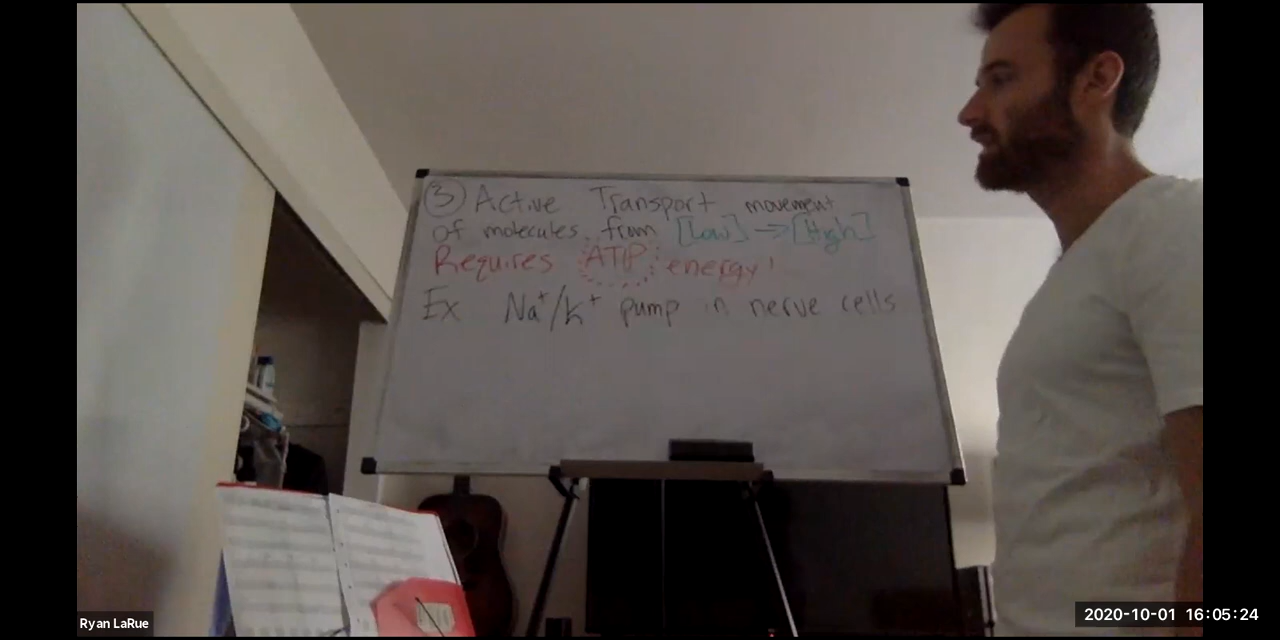 ③ Active Transport movement
of molecules from [Low] → [High]
Requires ATP energy!
Ex Na⁺/K⁺ pump in nerve cells
Ryan LaRue
2020-10-01 16:05:24